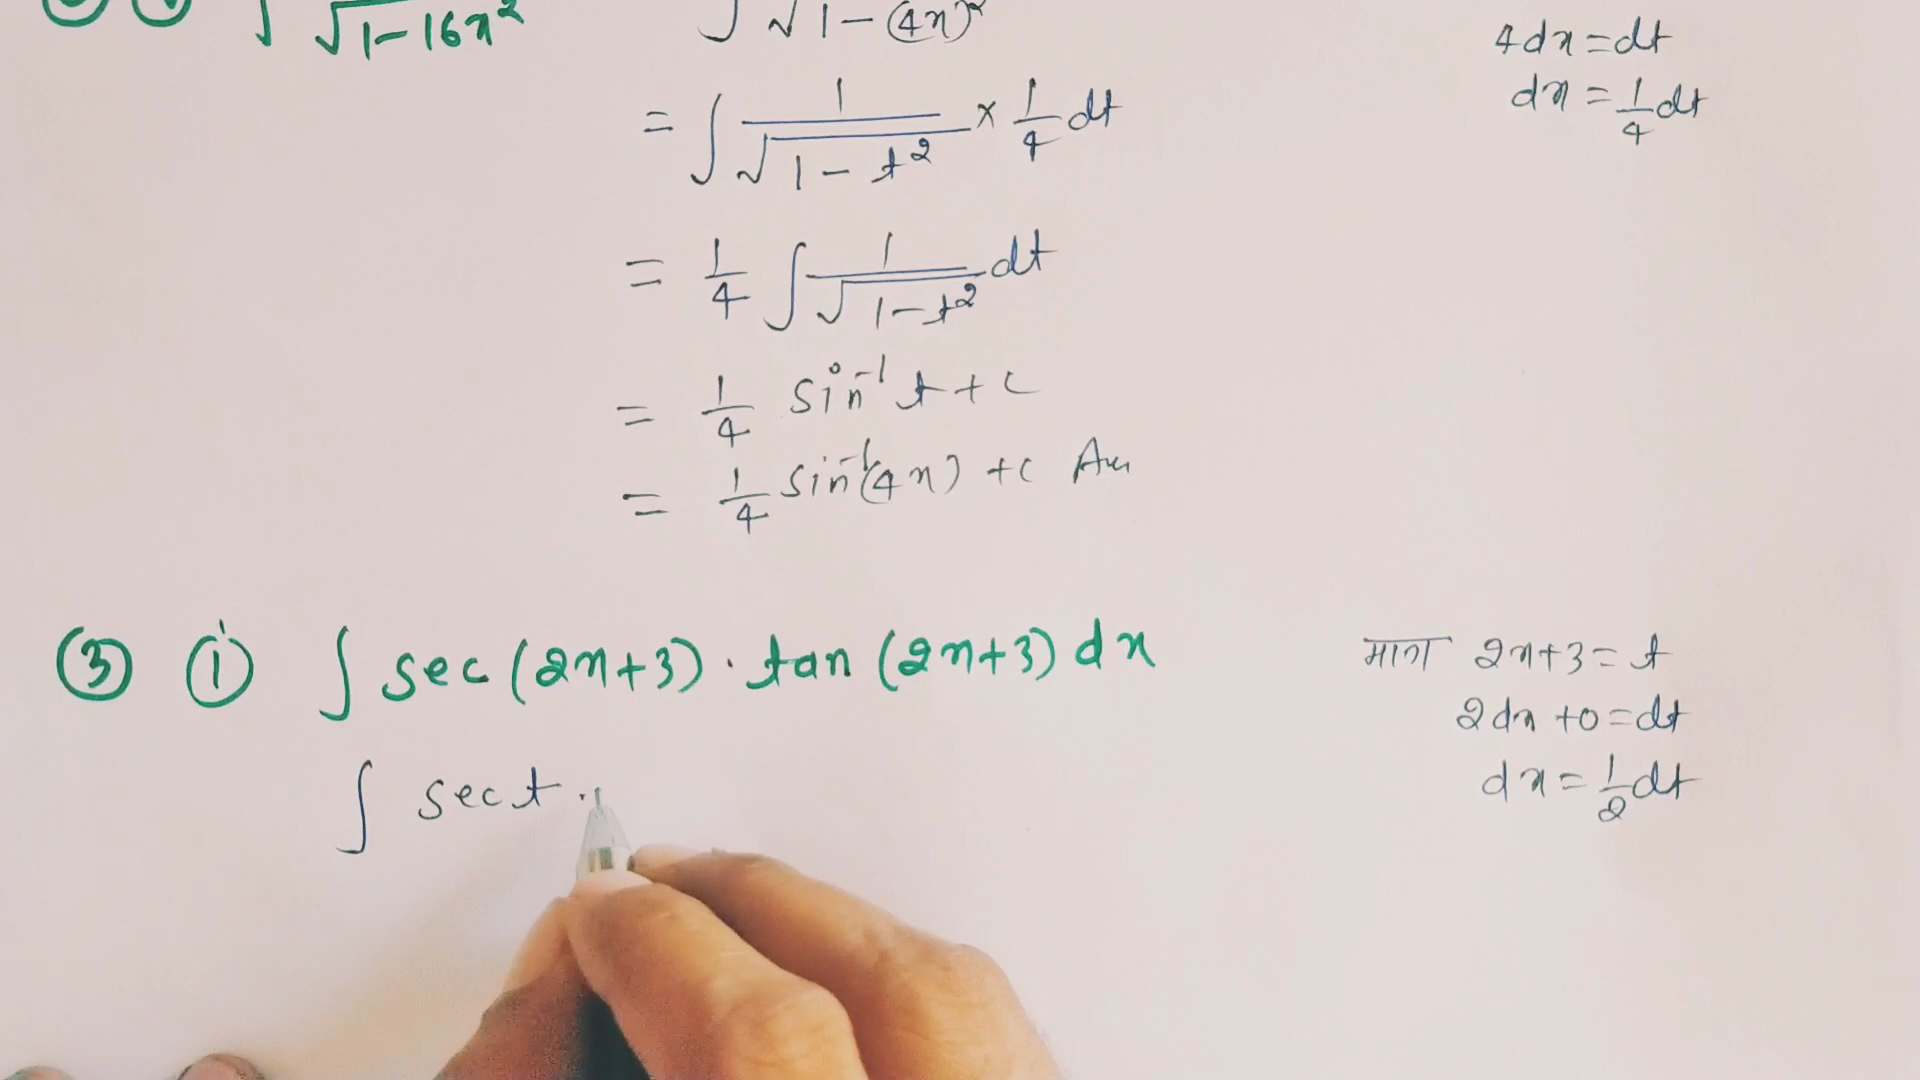 ∫ √1-16x² ∫ √1-(4x)²
4dx=dt
= ∫ 1/√1-t² × 1/4 dt
dx = 1/4 dt
= 1/4 ∫ 1/√1-t² dt
= 1/4 sin⁻¹ t + c
= 1/4 sin⁻¹(4x) + c Ans
③ ① ∫ sec (2x+3) · tan (2x+3) dx
माना 2x+3 = t
2dx + 0 = dt
∫ sec t ·
dx = 1/2 dt